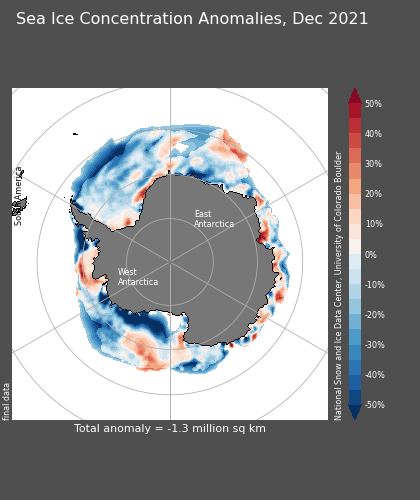 Sea Ice Concentration Anomalies, Dec 2021
South America
East
Antarctica
West
Antarctica
final data
50%
40%
30%
20%
10%
0%
-10%
-20%
-30%
-40%
-50%
National Snow and Ice Data Center, University of Colorado Boulder
Total anomaly = -1.3 million sq km